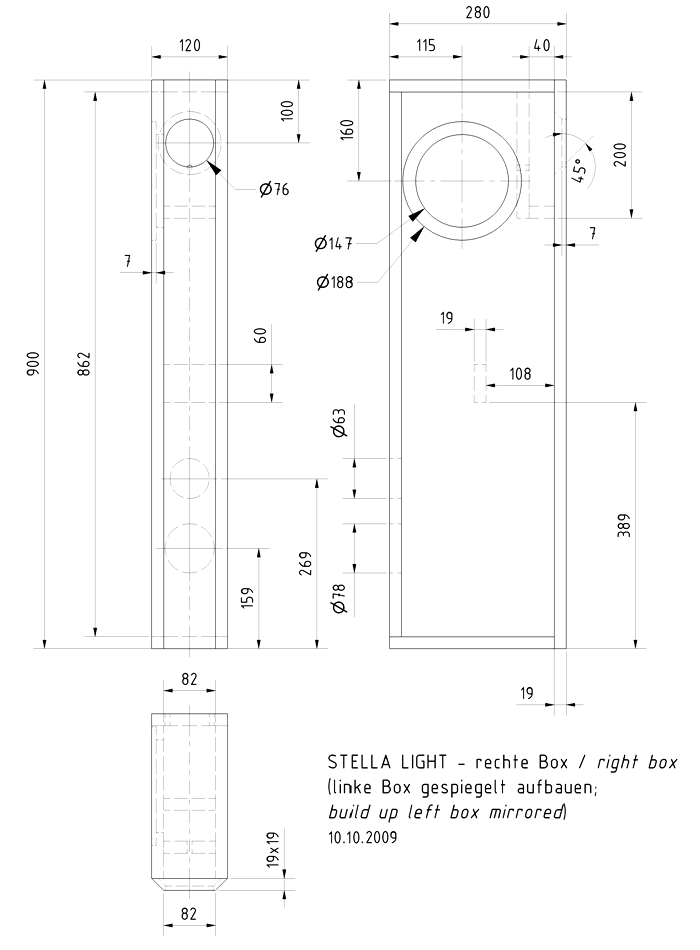 280
120
115
40
100
160
200
45°
Ø76
7
Ø147
7
Ø188
19
60
900
862
108
Ø63
389
269
159
Ø78
82
19
STELLA LIGHT - rechte Box / right box
(linke Box gespiegelt aufbauen;
build up left box mirrored)
10.10.2009
19x19
82